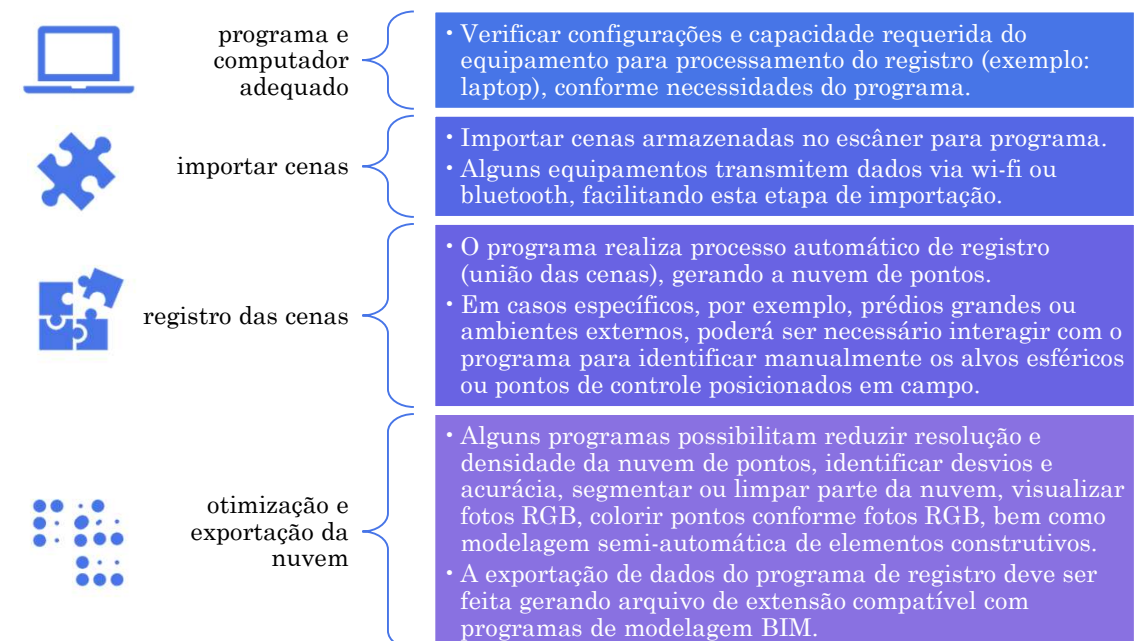 programa e
computador
adequado
• Verificar configurações e capacidade requerida do
equipamento para processamento do registro (exemplo:
laptop), conforme necessidades do programa.
importar cenas
• Importar cenas armazenadas no escâner para programa.
• Alguns equipamentos transmitem dados via wi-fi ou
bluetooth, facilitando esta etapa de importação.
registro das cenas
• O programa realiza processo automático de registro
(união das cenas), gerando a nuvem de pontos.
• Em casos específicos, por exemplo, prédios grandes ou
ambientes externos, poderá ser necessário interagir com o
programa para identificar manualmente os alvos esféricos
ou pontos de controle posicionados em campo.
otimização e
exportação da
nuvem
• Alguns programas possibilitam reduzir resolução e
densidade da nuvem de pontos, identificar desvios e
acurácia, segmentar ou limpar parte da nuvem, visualizar
fotos RGB, colorir pontos conforme fotos RGB, bem como
modelagem semi-automática de elementos construtivos.
• A exportação de dados do programa de registro deve ser
feita gerando arquivo de extensão compatível com
programas de modelagem BIM.